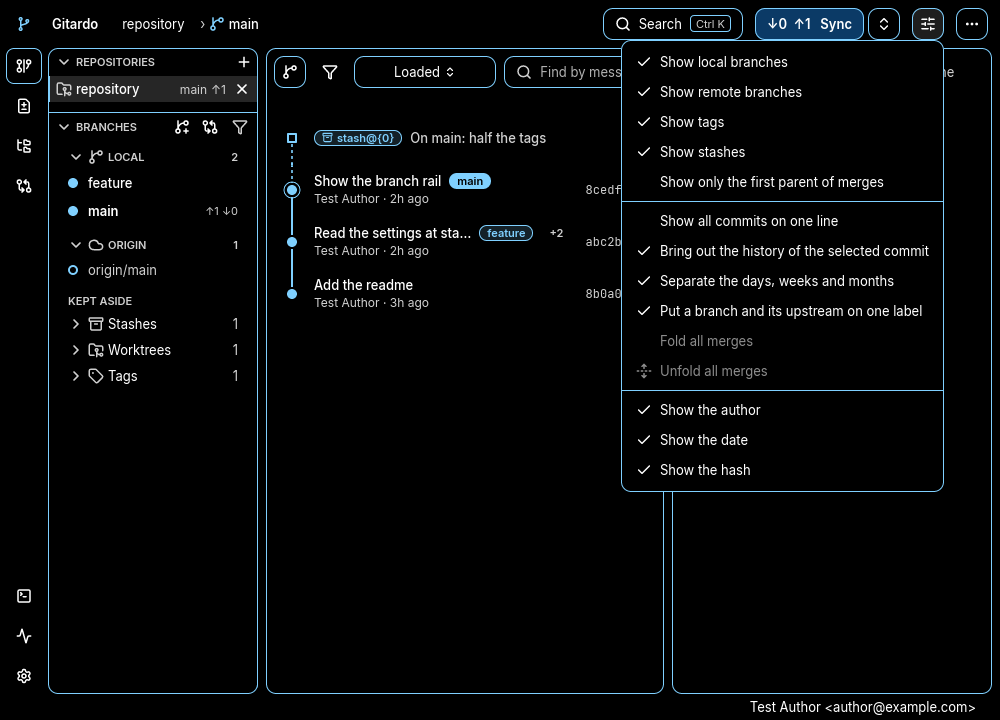 Gitardo
repository
main
Search Ctrl K
↓0 ↑1 Sync
REPOSITORIES
repository main ↑1
BRANCHES
LOCAL 2
feature
main ↑1 ↓0
ORIGIN 1
origin/main
KEPT ASIDE
Stashes 1
Worktrees 1
Tags 1
Loaded
Find by mess
stash@{0} On main: half the tags
Show the branch rail main
Test Author · 2h ago
8cedf
Read the settings at sta... feature +2
Test Author · 2h ago
abc2b
Add the readme
Test Author · 3h ago
8b0a0
Show local branches
Show remote branches
Show tags
Show stashes
Show only the first parent of merges
Show all commits on one line
Bring out the history of the selected commit
Separate the days, weeks and months
Put a branch and its upstream on one label
Fold all merges
Unfold all merges
Show the author
Show the date
Show the hash
Test Author <author@example.com>